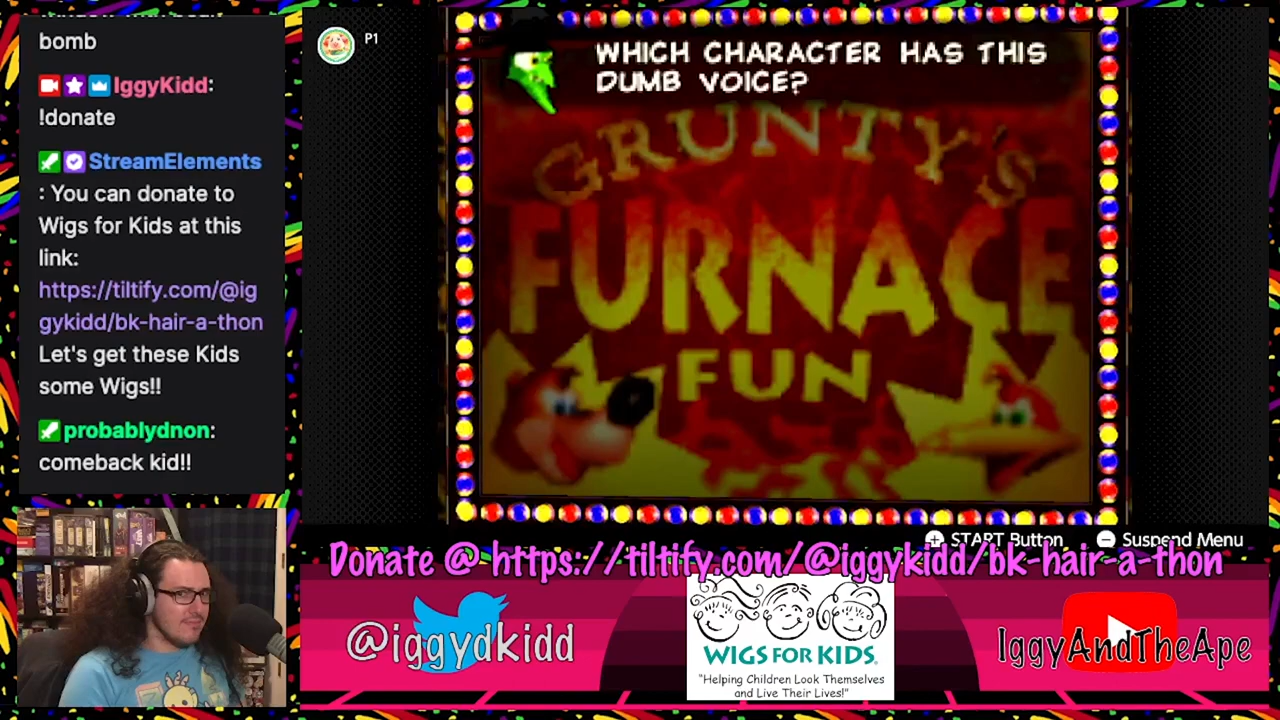 bomb
IggyKidd:
!donate
StreamElements
: You can donate to
Wigs for Kids at this
link:
https://tiltify.com/@ig
gykidd/bk-hair-a-thon
Let's get these Kids
some Wigs!!
probablydnon:
comeback kid!!
P1
WHICH CHARACTER HAS THIS
DUMB VOICE?
GRUNTY'S
FURNACE
FUN
START Button
Suspend Menu
Donate @ https://tiltify.com/@iggykidd/bk-hair-a-thon
@iggydkidd
WIGS FOR KIDS.
"Helping Children Look Themselves
and Live Their Lives!"
IggyAndTheApe